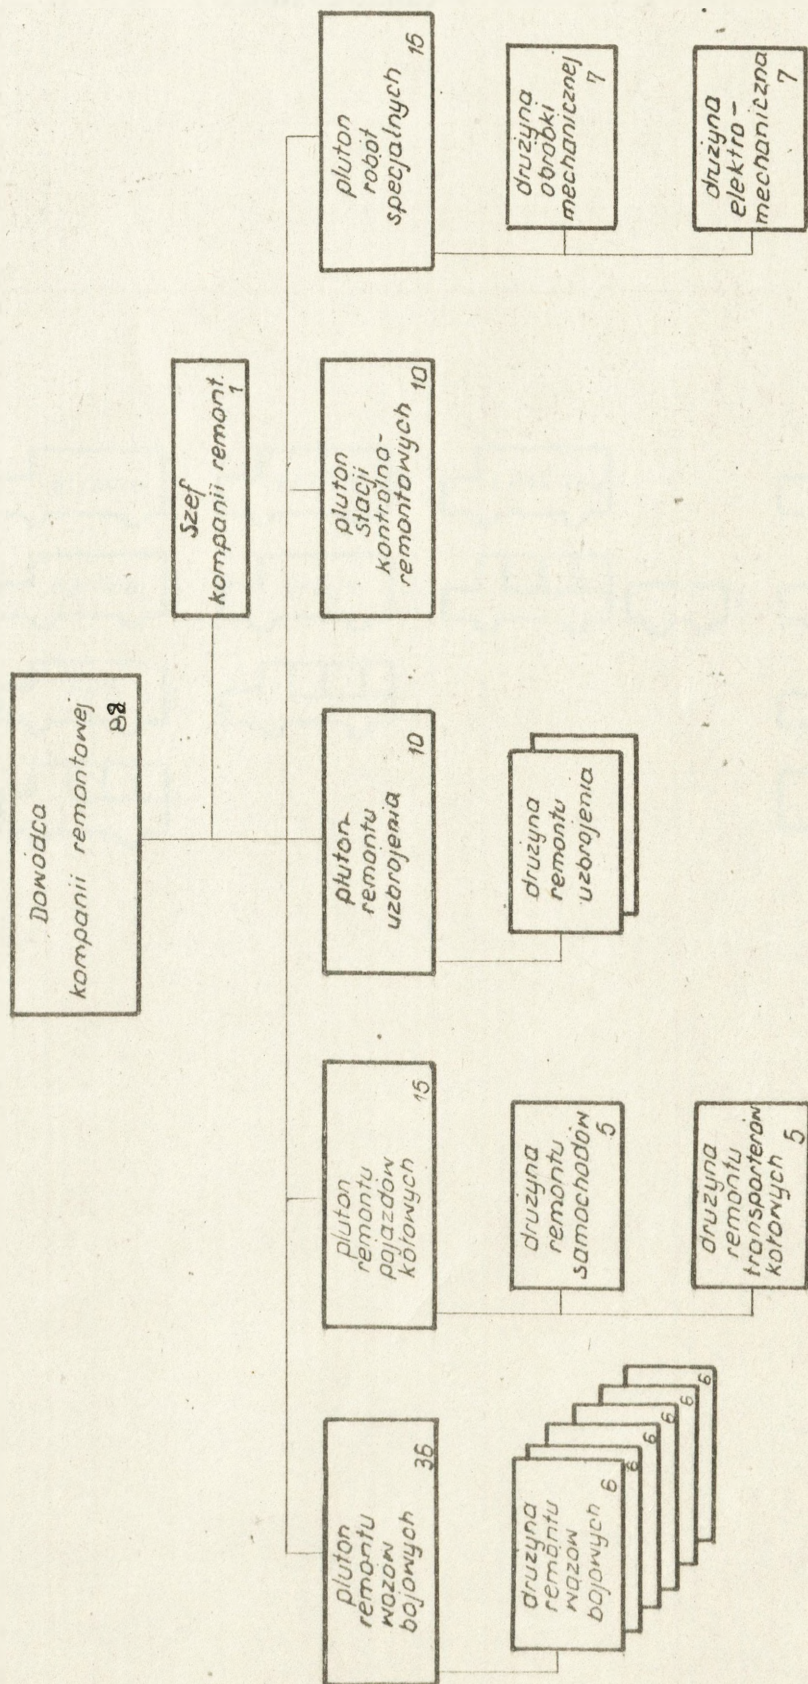 Dowódca
kompanii remontowej
88
Szef
kompanii remont.
1
pluton
remontu
wozów
bojowych
36
pluton
remontu
pojazdów
kołowych
15
pluton
remontu
uzbrojenia
10
pluton
stacji
kontrolno-
remontowych
10
pluton
robót
specjalnych
15
drużyna
remontu
wozów
bojowych
6
6
6
6
6
6
drużyna
remontu
samochodów
5
drużyna
remontu
uzbrojenia
drużyna
obróbki
mechanicznej
7
drużyna
remontu
transporterów
kołowych
5
drużyna
elektro-
mechaniczna
7